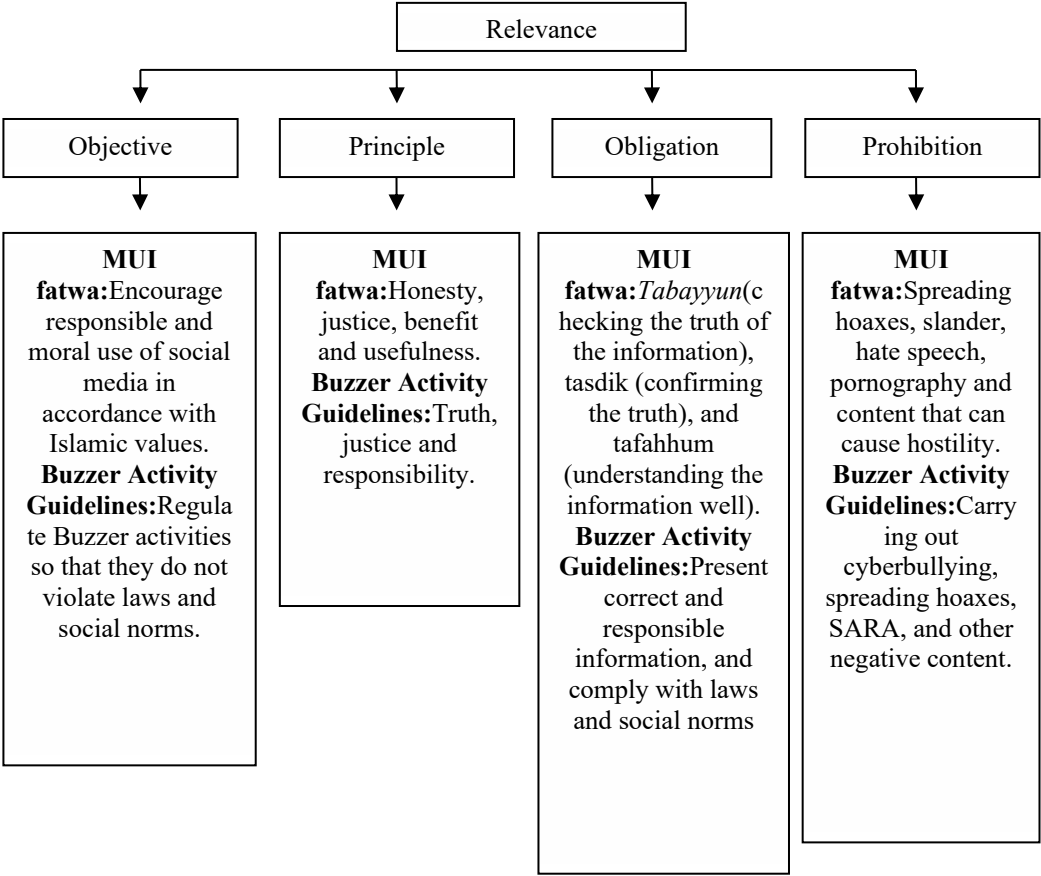 Relevance
Objective
Principle
Obligation
Prohibition
MUI
fatwa:Encourage
responsible and
moral use of social
media in
accordance with
Islamic values.
Buzzer Activity
Guidelines:Regula
te Buzzer activities
so that they do not
violate laws and
social norms.
MUI
fatwa:Honesty,
justice, benefit
and usefulness.
Buzzer Activity
Guidelines:Truth,
justice and
responsibility.
MUI
fatwa:Tabayyun(c
hecking the truth of
the information),
tasdik (confirming
the truth), and
tafahhum
(understanding the
information well).
Buzzer Activity
Guidelines:Present
correct and
responsible
information, and
comply with laws
and social norms
MUI
fatwa:Spreading
hoaxes, slander,
hate speech,
pornography and
content that can
cause hostility.
Buzzer Activity
Guidelines:Carry
ing out
cyberbullying,
spreading hoaxes,
SARA, and other
negative content.